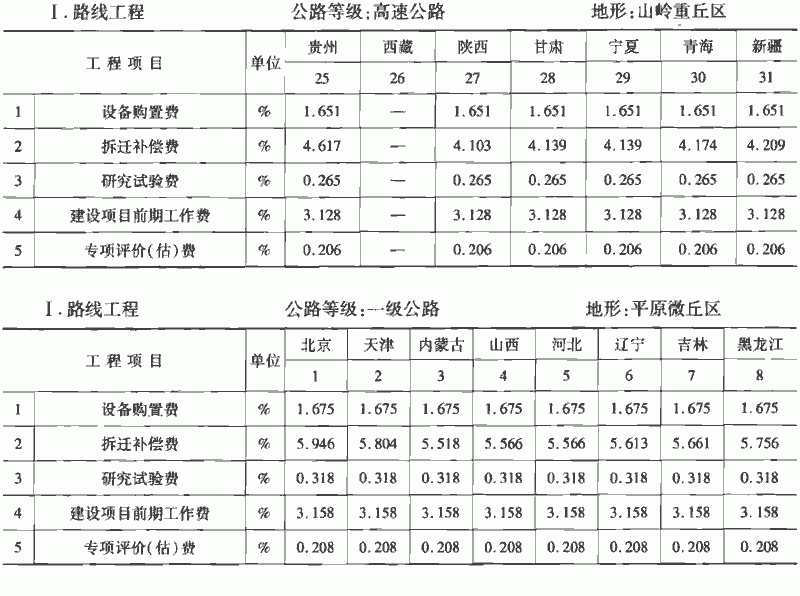 Ⅰ.路线工程 公路等级:高速公路 地形:山岭重丘区
工程项目 单位 贵州 西藏 陕西 甘肃 宁夏 青海 新疆
25 26 27 28 29 30 31
1 设备购置费 % 1.651 — 1.651 1.651 1.651 1.651 1.651
2 拆迁补偿费 % 4.617 — 4.103 4.139 4.139 4.174 4.209
3 研究试验费 % 0.265 — 0.265 0.265 0.265 0.265 0.265
4 建设项目前期工作费 % 3.128 — 3.128 3.128 3.128 3.128 3.128
5 专项评价(估)费 % 0.206 — 0.206 0.206 0.206 0.206 0.206
Ⅰ.路线工程 公路等级:一级公路 地形:平原微丘区
工程项目 单位 北京 天津 内蒙古 山西 河北 辽宁 吉林 黑龙江
1 2 3 4 5 6 7 8
1 设备购置费 % 1.675 1.675 1.675 1.675 1.675 1.675 1.675 1.675
2 拆迁补偿费 % 5.946 5.804 5.518 5.566 5.566 5.613 5.661 5.756
3 研究试验费 % 0.318 0.318 0.318 0.318 0.318 0.318 0.318 0.318
4 建设项目前期工作费 % 3.158 3.158 3.158 3.158 3.158 3.158 3.158 3.158
5 专项评价(估)费 % 0.208 0.208 0.208 0.208 0.208 0.208 0.208 0.208